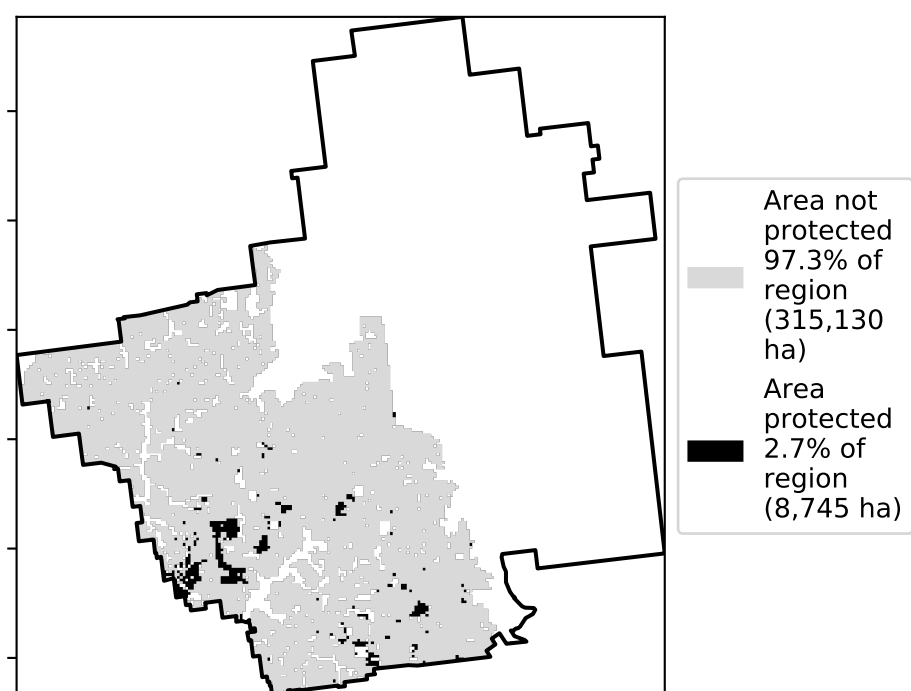 Area not
protected
97.3% of
region
(315,130
ha)
Area
protected
2.7% of
region
(8,745 ha)